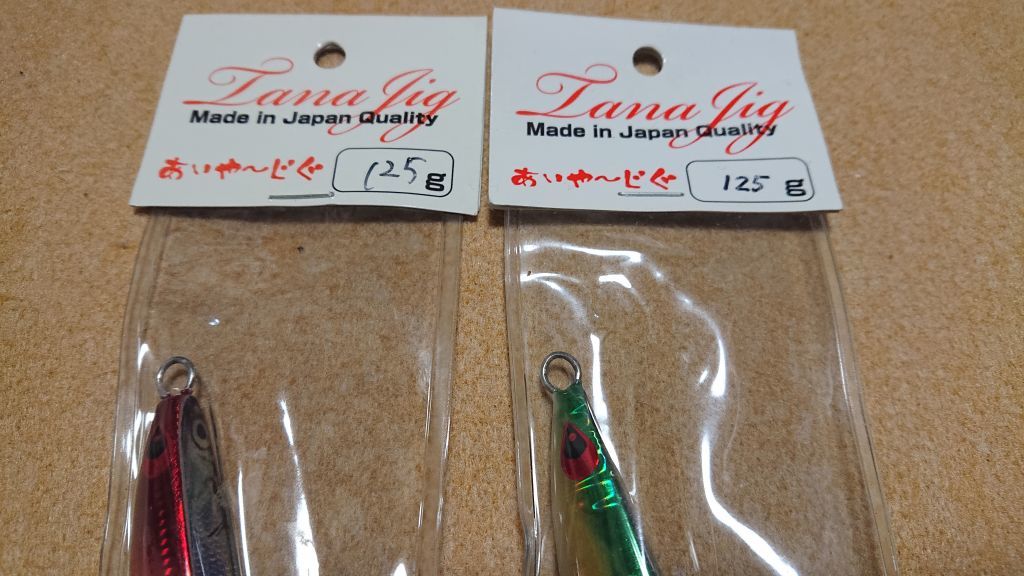 Tana Jig
Made in Japan Quality
あいや〜じぐ 125 g
Tana Jig
Made in Japan Quality
あいや〜じぐ 125 g